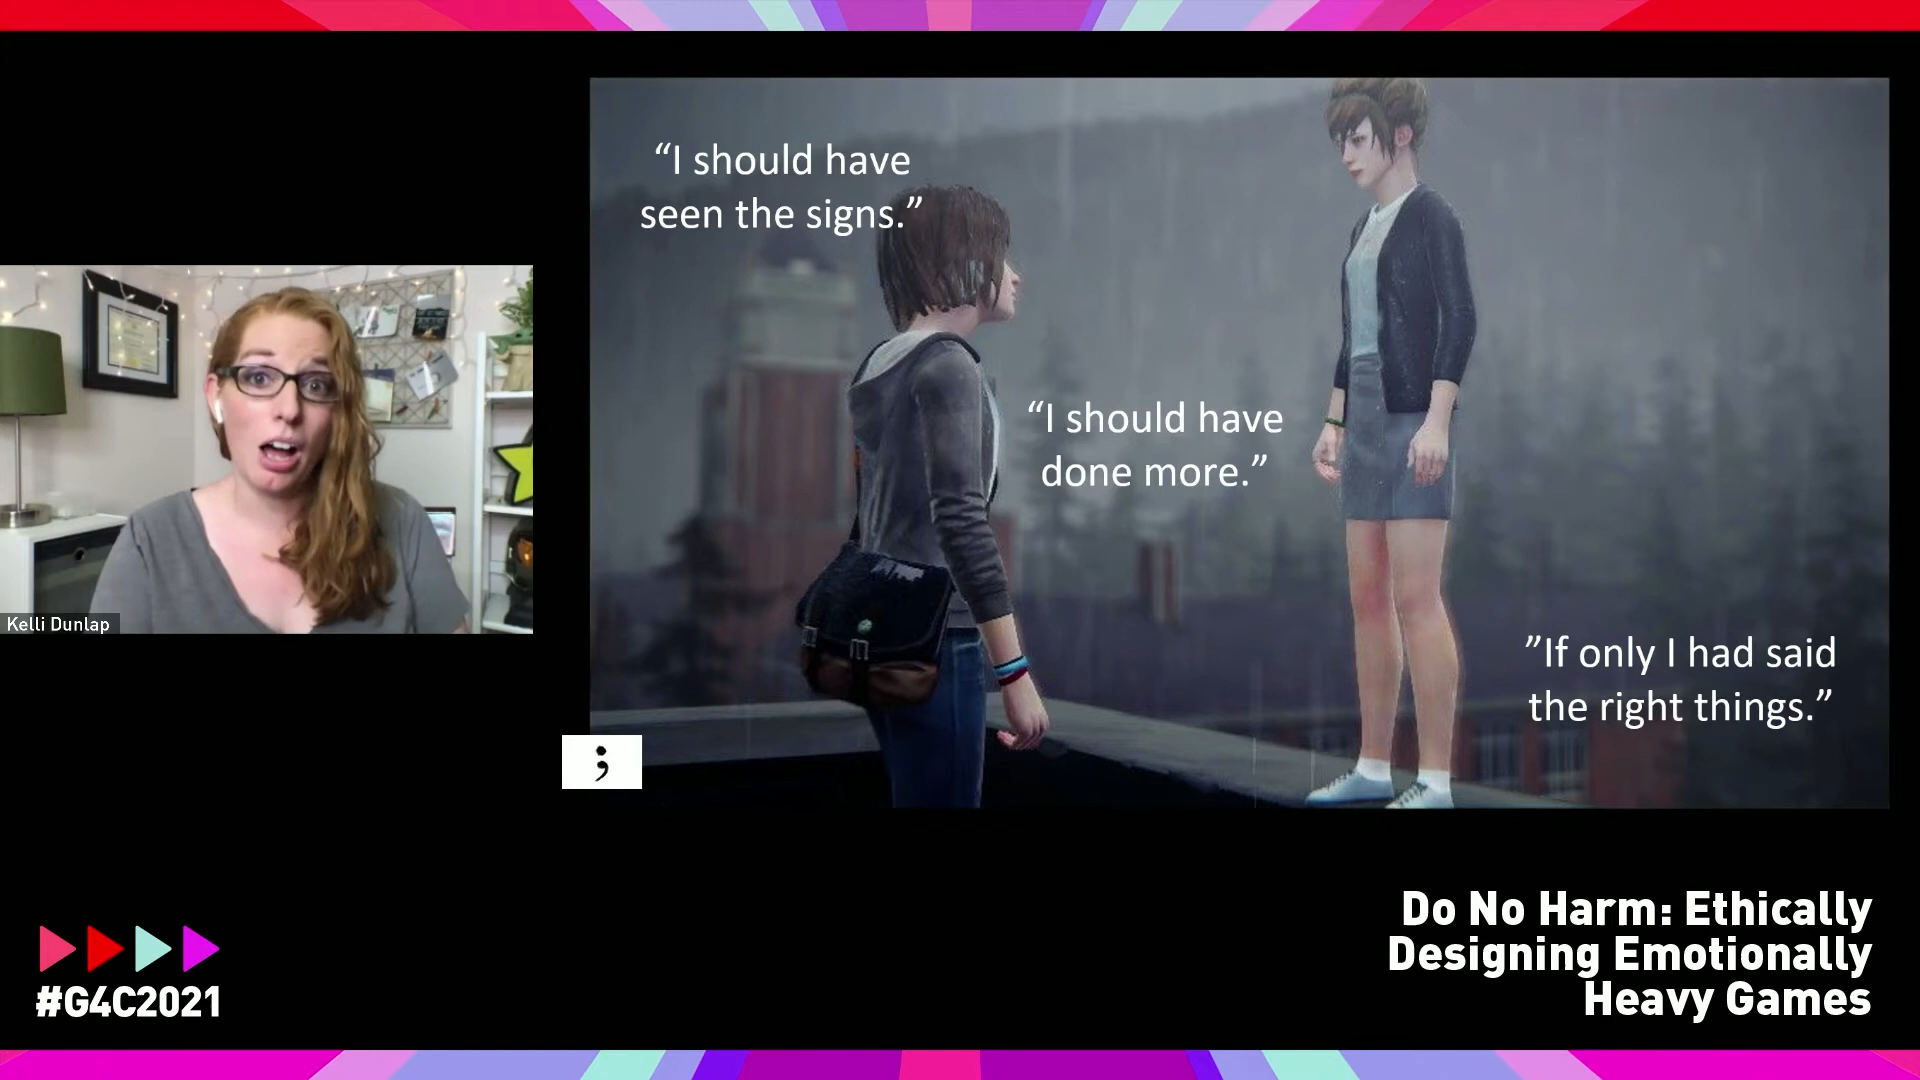 “I should have
seen the signs.”
“I should have
done more.”
”If only I had said
the right things.”
;
Kelli Dunlap
Do No Harm: Ethically
Designing Emotionally
Heavy Games
#G4C2021